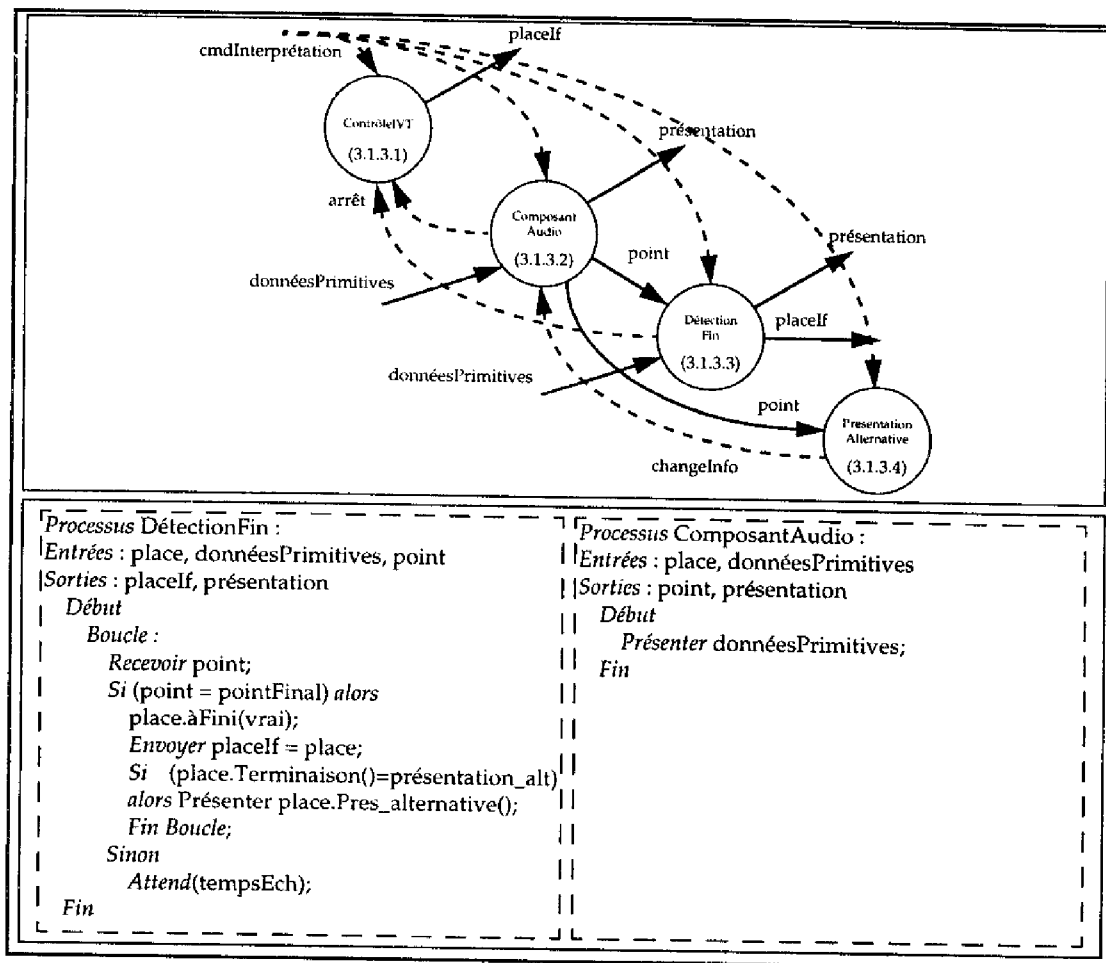 placeIf
cmdInterprétation
ContrôleIVT
(3.1.3.1)
présentation
arrêt
Composant
Audio
(3.1.3.2)
présentation
point
donnéesPrimitives
Détection
Fin
(3.1.3.3)
placeIf
donnéesPrimitives
point
Presentation
Alternative
(3.1.3.4)
changeInfo
Processus DétectionFin :
Entrées : place, donnéesPrimitives, point
Sorties : placeIf, présentation
Début
Boucle :
Recevoir point;
Si (point = pointFinal) alors
place.àFini(vrai);
Envoyer placeIf = place;
Si (place.Terminaison()=présentation_alt)
alors Présenter place.Pres_alternative();
Fin Boucle;
Sinon
Attend(tempsEch);
Fin
Processus ComposantAudio :
Entrées : place, donnéesPrimitives
Sorties : point, présentation
Début
Présenter donnéesPrimitives;
Fin